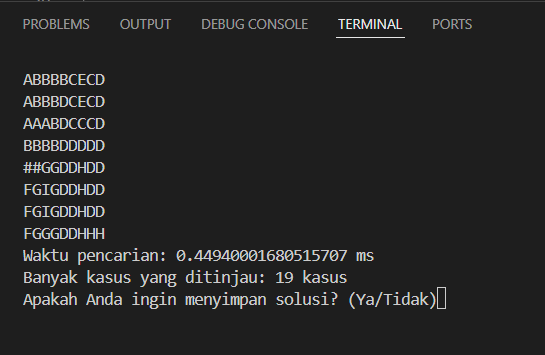 PROBLEMS OUTPUT DEBUG CONSOLE TERMINAL PORTS
ABBBBCECD
ABBBDCECD
AAABDCCCD
BBBBDDDDD
##GGDDHDD
FGIGDDHDD
FGIGDDHDD
FGGGDDHHH
Waktu pencarian: 0.44940001680515707 ms
Banyak kasus yang ditinjau: 19 kasus
Apakah Anda ingin menyimpan solusi? (Ya/Tidak)